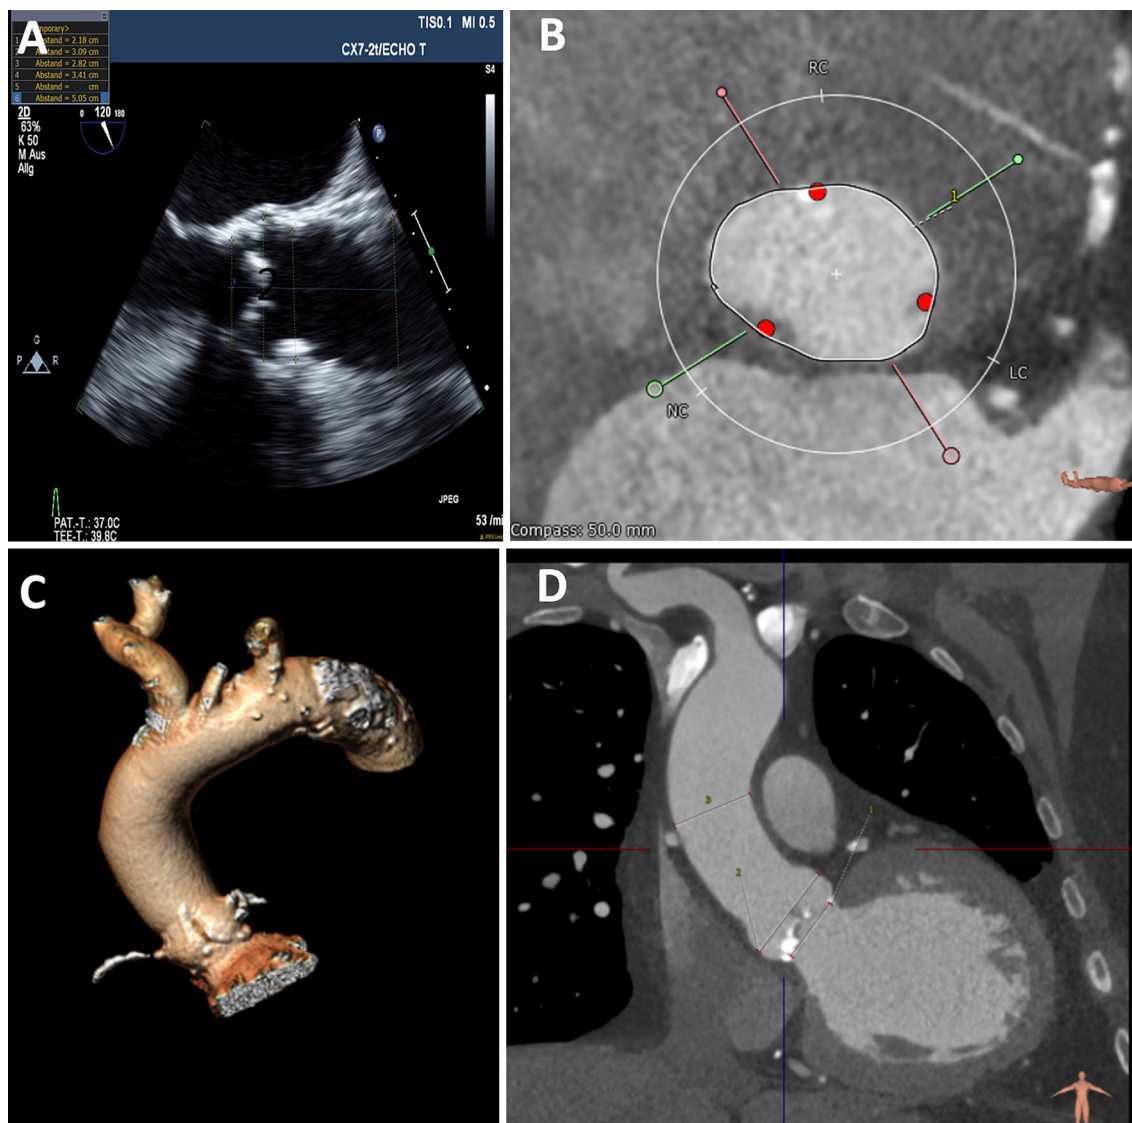 A
mporary>
1 Abstand = 2.18 cm
Abstand = 3.09 cm
3 Abstand = 2.82 cm
4 Abstand = 3.41 cm
5 Abstand = cm
6 Abstand = 5.05 cm
TIS0.1 MI 0.5
CX7-2t/ECHO T
S4
2D
63%
K 50
M Aus
Allg
0 120 180
P
2
G
P R
JPEG
PAT.-T.: 37.0C
TEE-T.: 39.8C
53 /mi
B
RC
1
LC
NC
Compass: 50.0 mm
C
D
3
1
2